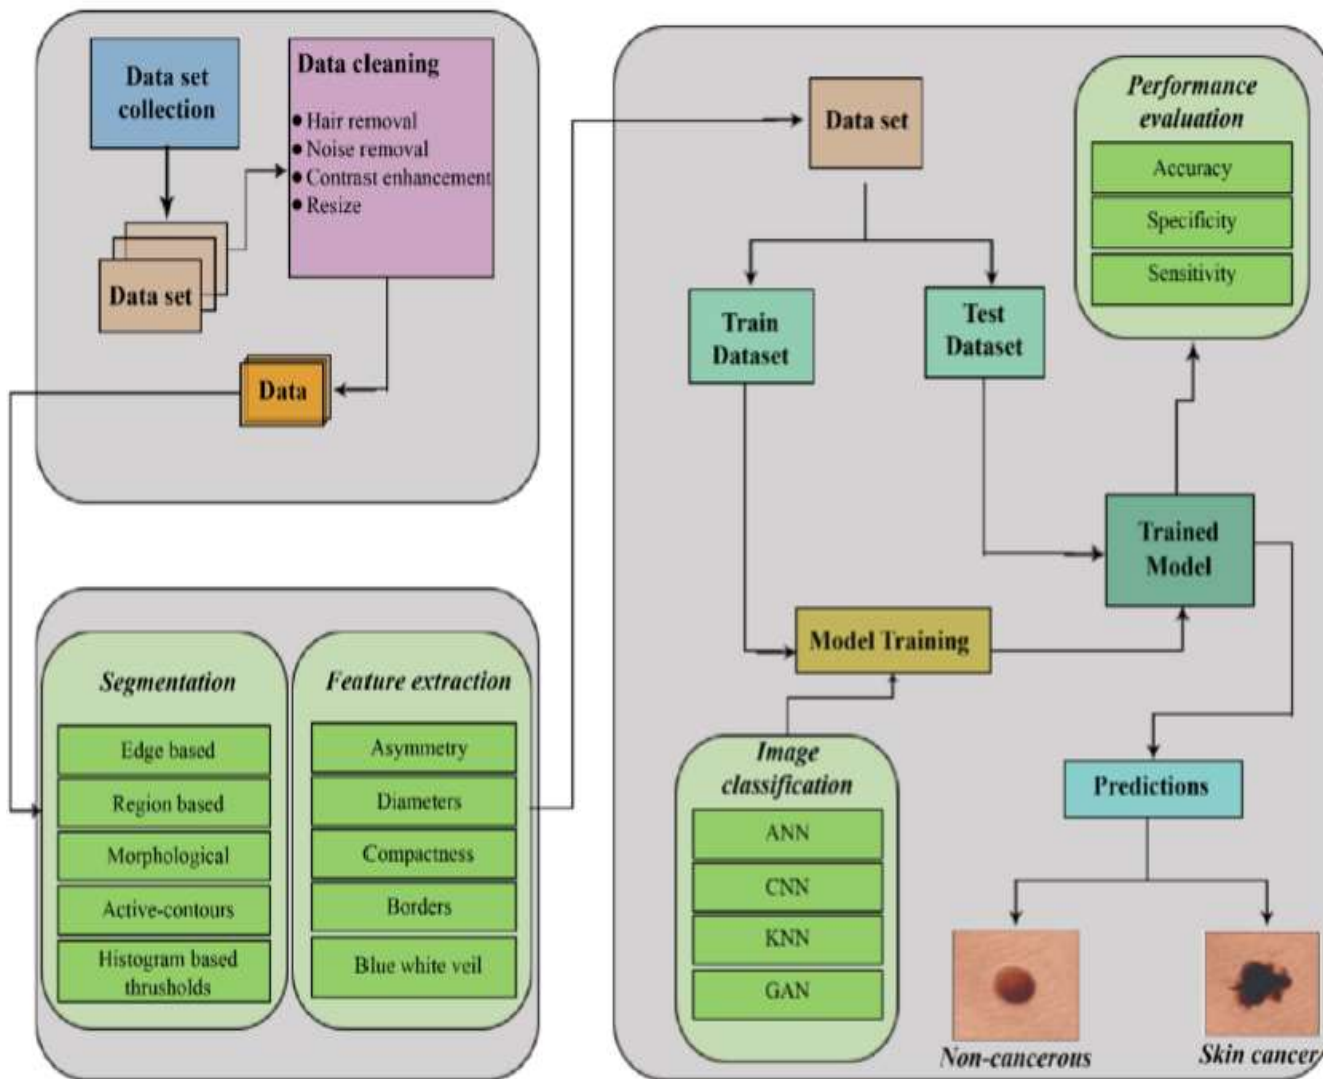 Data set
collection
Data cleaning
Hair removal
Noise removal
Contrast enhancement
Resize
Data set
Data
Segmentation
Edge based
Region based
Morphological
Active-contours
Histogram based
thrusholds
Feature extraction
Asymmetry
Diameters
Compactness
Borders
Blue white veil
Data set
Train
Dataset
Test
Dataset
Performance
evaluation
Accuracy
Specificity
Sensitivity
Trained
Model
Model Training
Image
classification
ANN
CNN
KNN
GAN
Predictions
Non-cancerous
Skin cancer